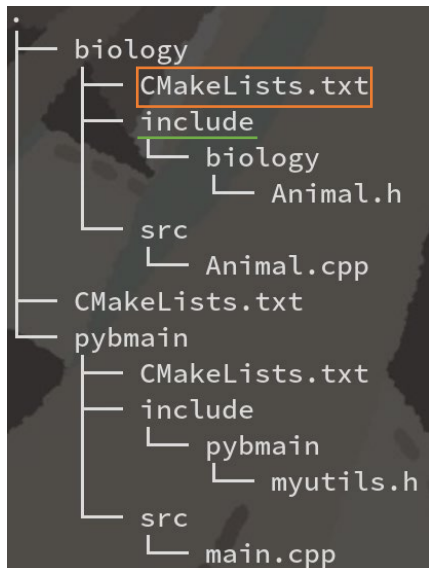 .
biology
CMakeLists.txt
include
biology
Animal.h
src
Animal.cpp
CMakeLists.txt
pybmain
CMakeLists.txt
include
pybmain
myutils.h
src
main.cpp